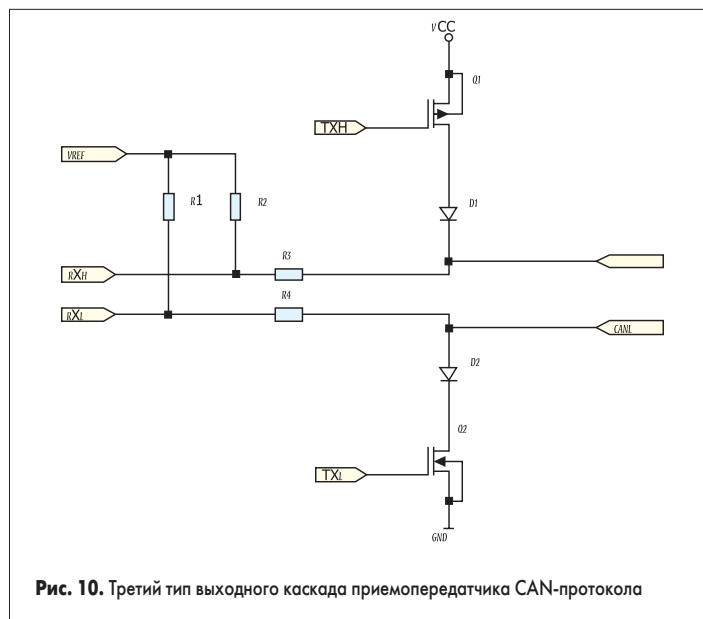 VCC
Q1
TXH
VREF
R1
R2
D1
R3
RXH
R4
RXL
CANL
D2
Q2
TXL
GND
Рис. 10. Третий тип выходного каскада приемопередатчика CAN-протокола